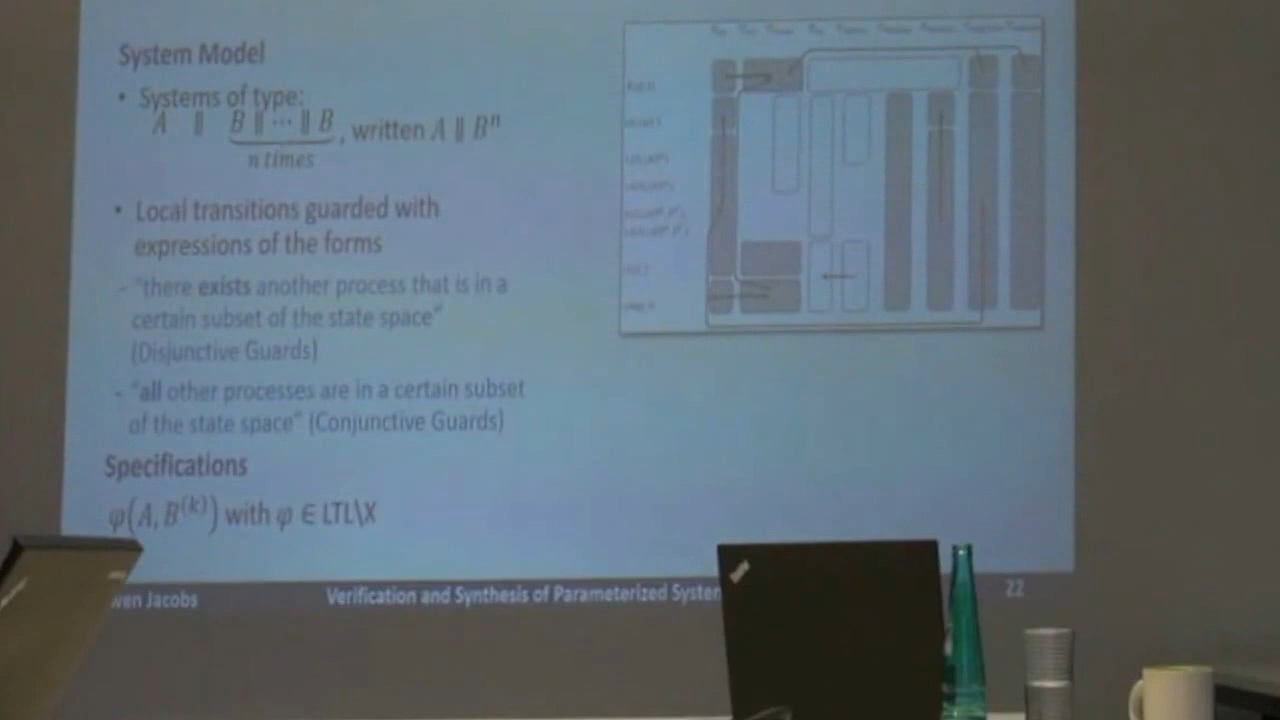 System Model
• Systems of type:
A ∥ B ∥ ⋯ ∥ B, written A ∥ Bⁿ
n times
• Local transitions guarded with
expressions of the forms
- "there exists another process that is in a
certain subset of the state space"
(Disjunctive Guards)
- "all other processes are in a certain subset
of the state space" (Conjunctive Guards)
Specifications
φ(A, B⁽ᵏ⁾) with φ ∈ LTL\X
wen Jacobs
Verification and Synthesis of Parameterized System
22